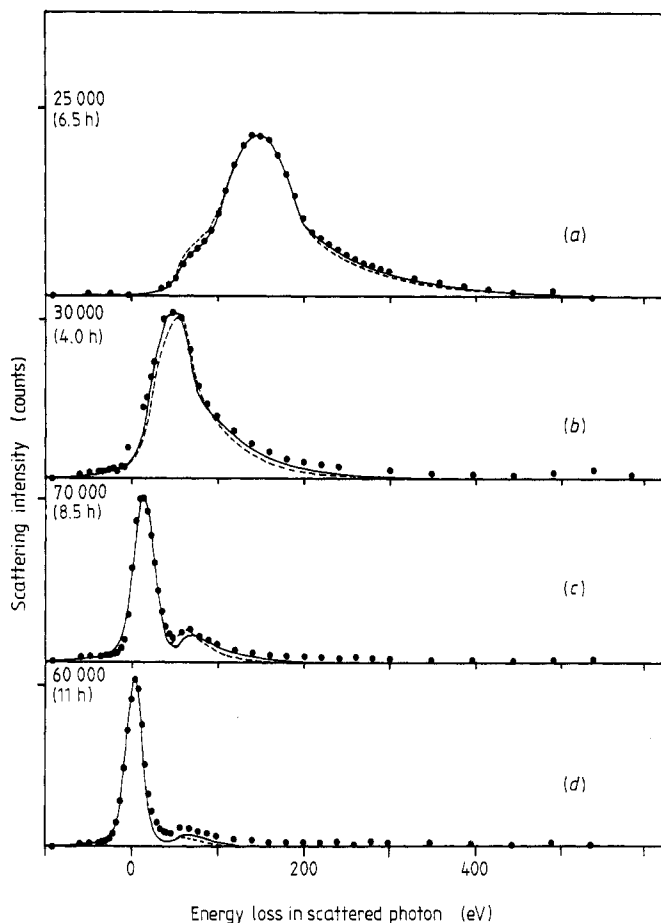 25 000
(6.5 h)
(a)
30 000
(4.0 h)
(b)
70 000
(8.5 h)
(c)
60 000
(11 h)
(d)
Scattering intensity (counts)
0
200
400
Energy loss in scattered photon (eV)